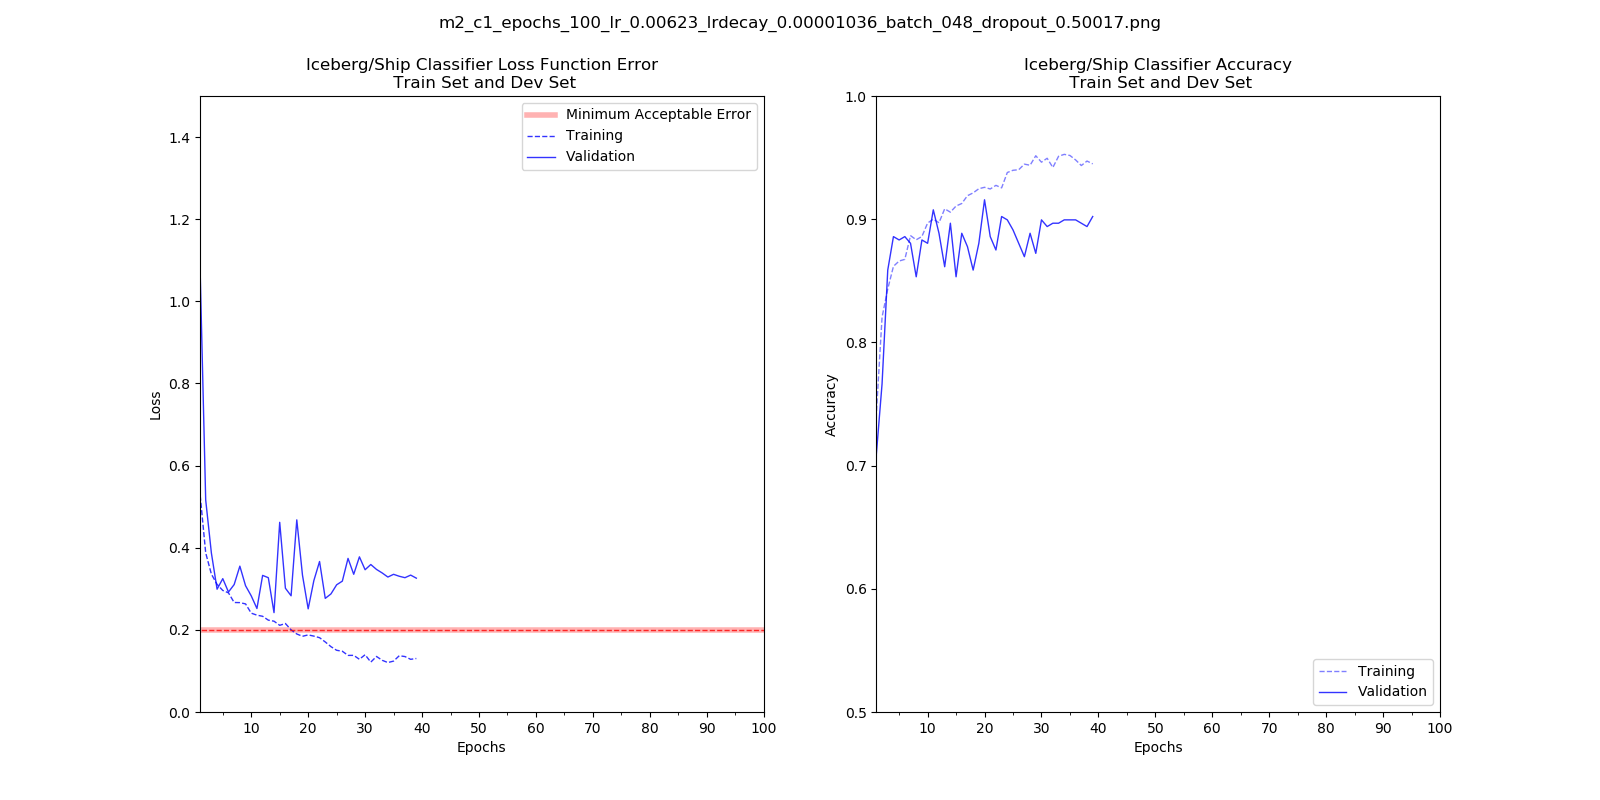 m2_c1_epochs_100_lr_0.00623_lrdecay_0.00001036_batch_048_dropout_0.50017.png
Iceberg/Ship Classifier Loss Function Error
Train Set and Dev Set
1.4
1.2
1.0
0.8
0.6
0.4
0.2
0.0
Loss
Minimum Acceptable Error
Training
Validation
10 20 30 40 50 60 70 80 90 100
Epochs
Iceberg/Ship Classifier Accuracy
Train Set and Dev Set
1.0
0.9
0.8
0.7
0.6
0.5
Accuracy
Training
Validation
10 20 30 40 50 60 70 80 90 100
Epochs